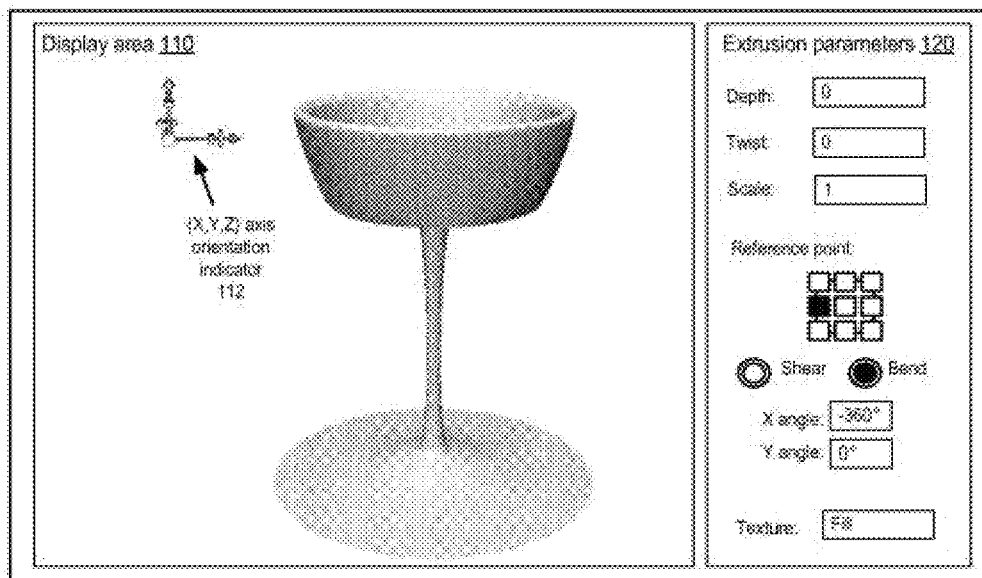 Display area 110
(X,Y,Z) axis
orientation
indicator
112
Extrusion parameters 120
Depth: 0
Twist: 0
Scale: 1
Reference point:
Shear Bend
X angle: -360°
Y angle: 0°
Texture: Fill